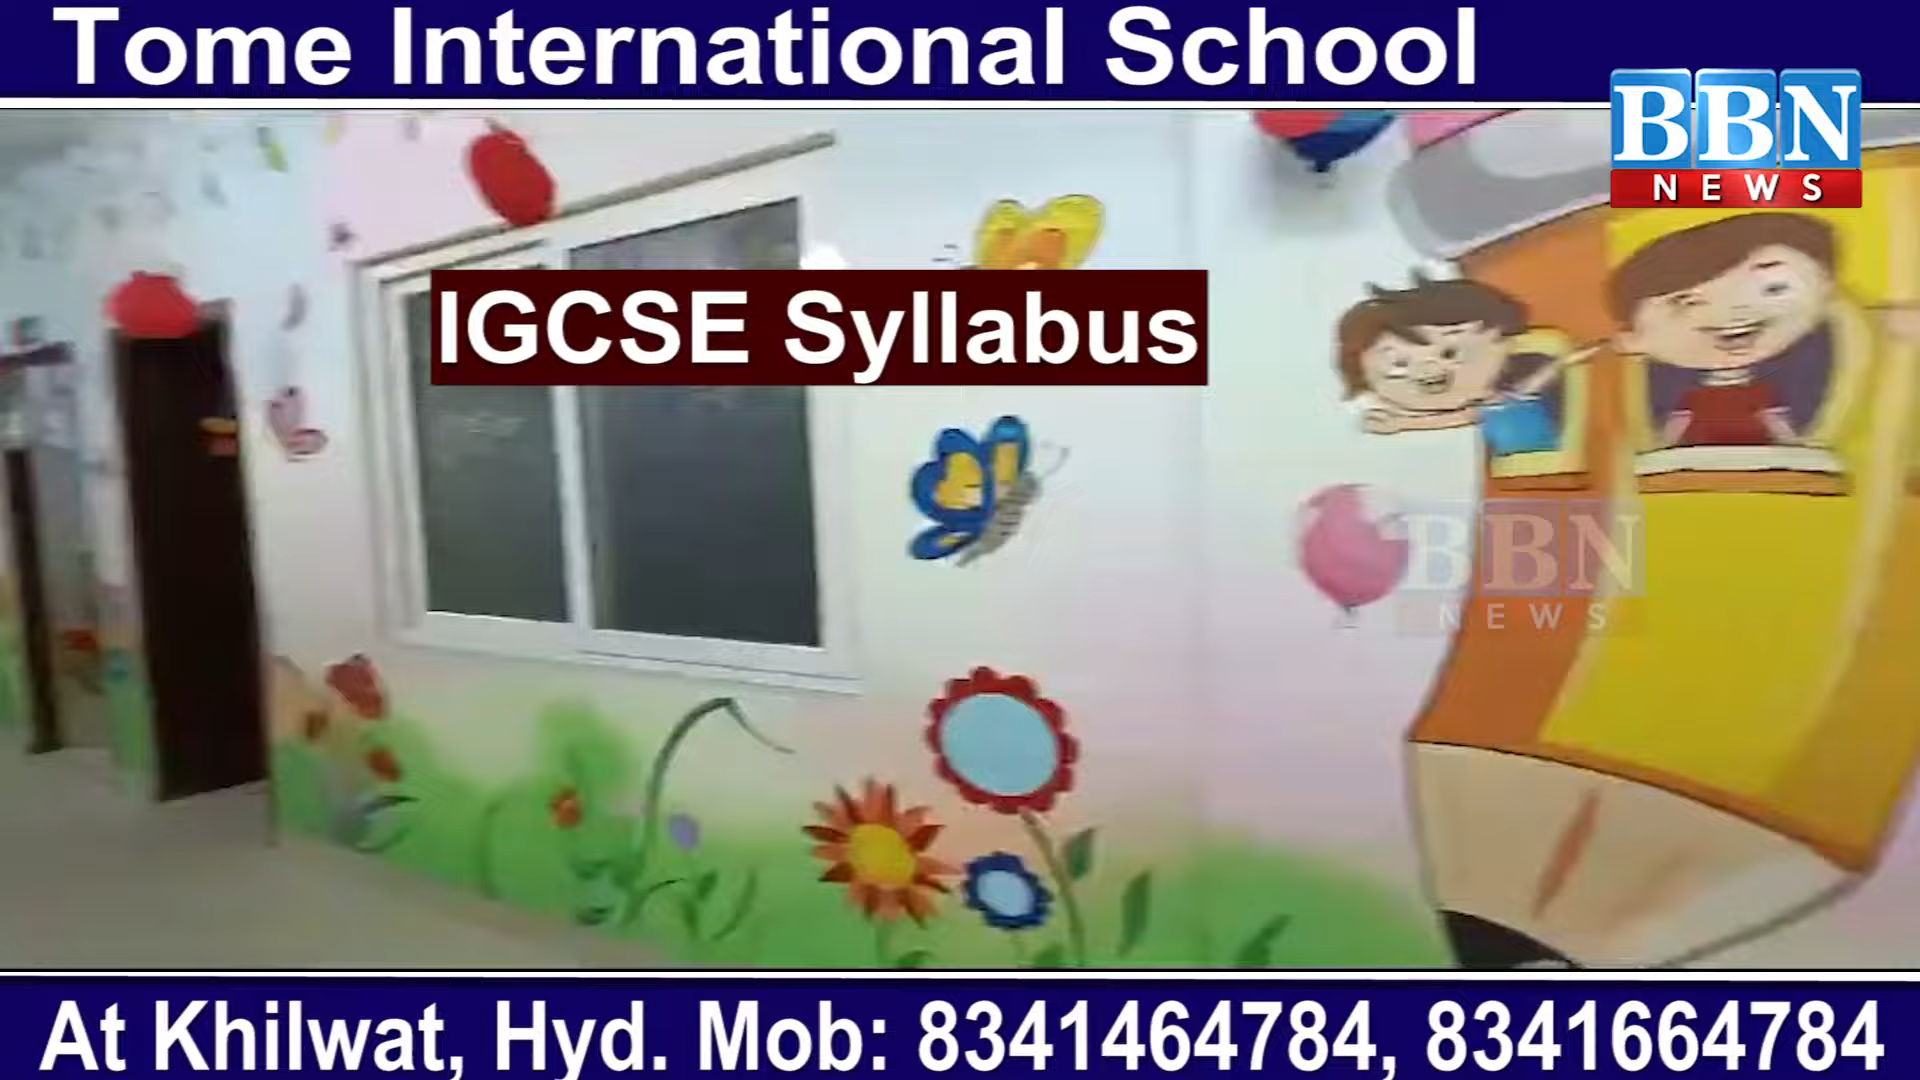 Tome International School
BBN
NEWS
IGCSE Syllabus
BBN
NEWS
At Khilwat, Hyd. Mob: 8341464784, 8341664784